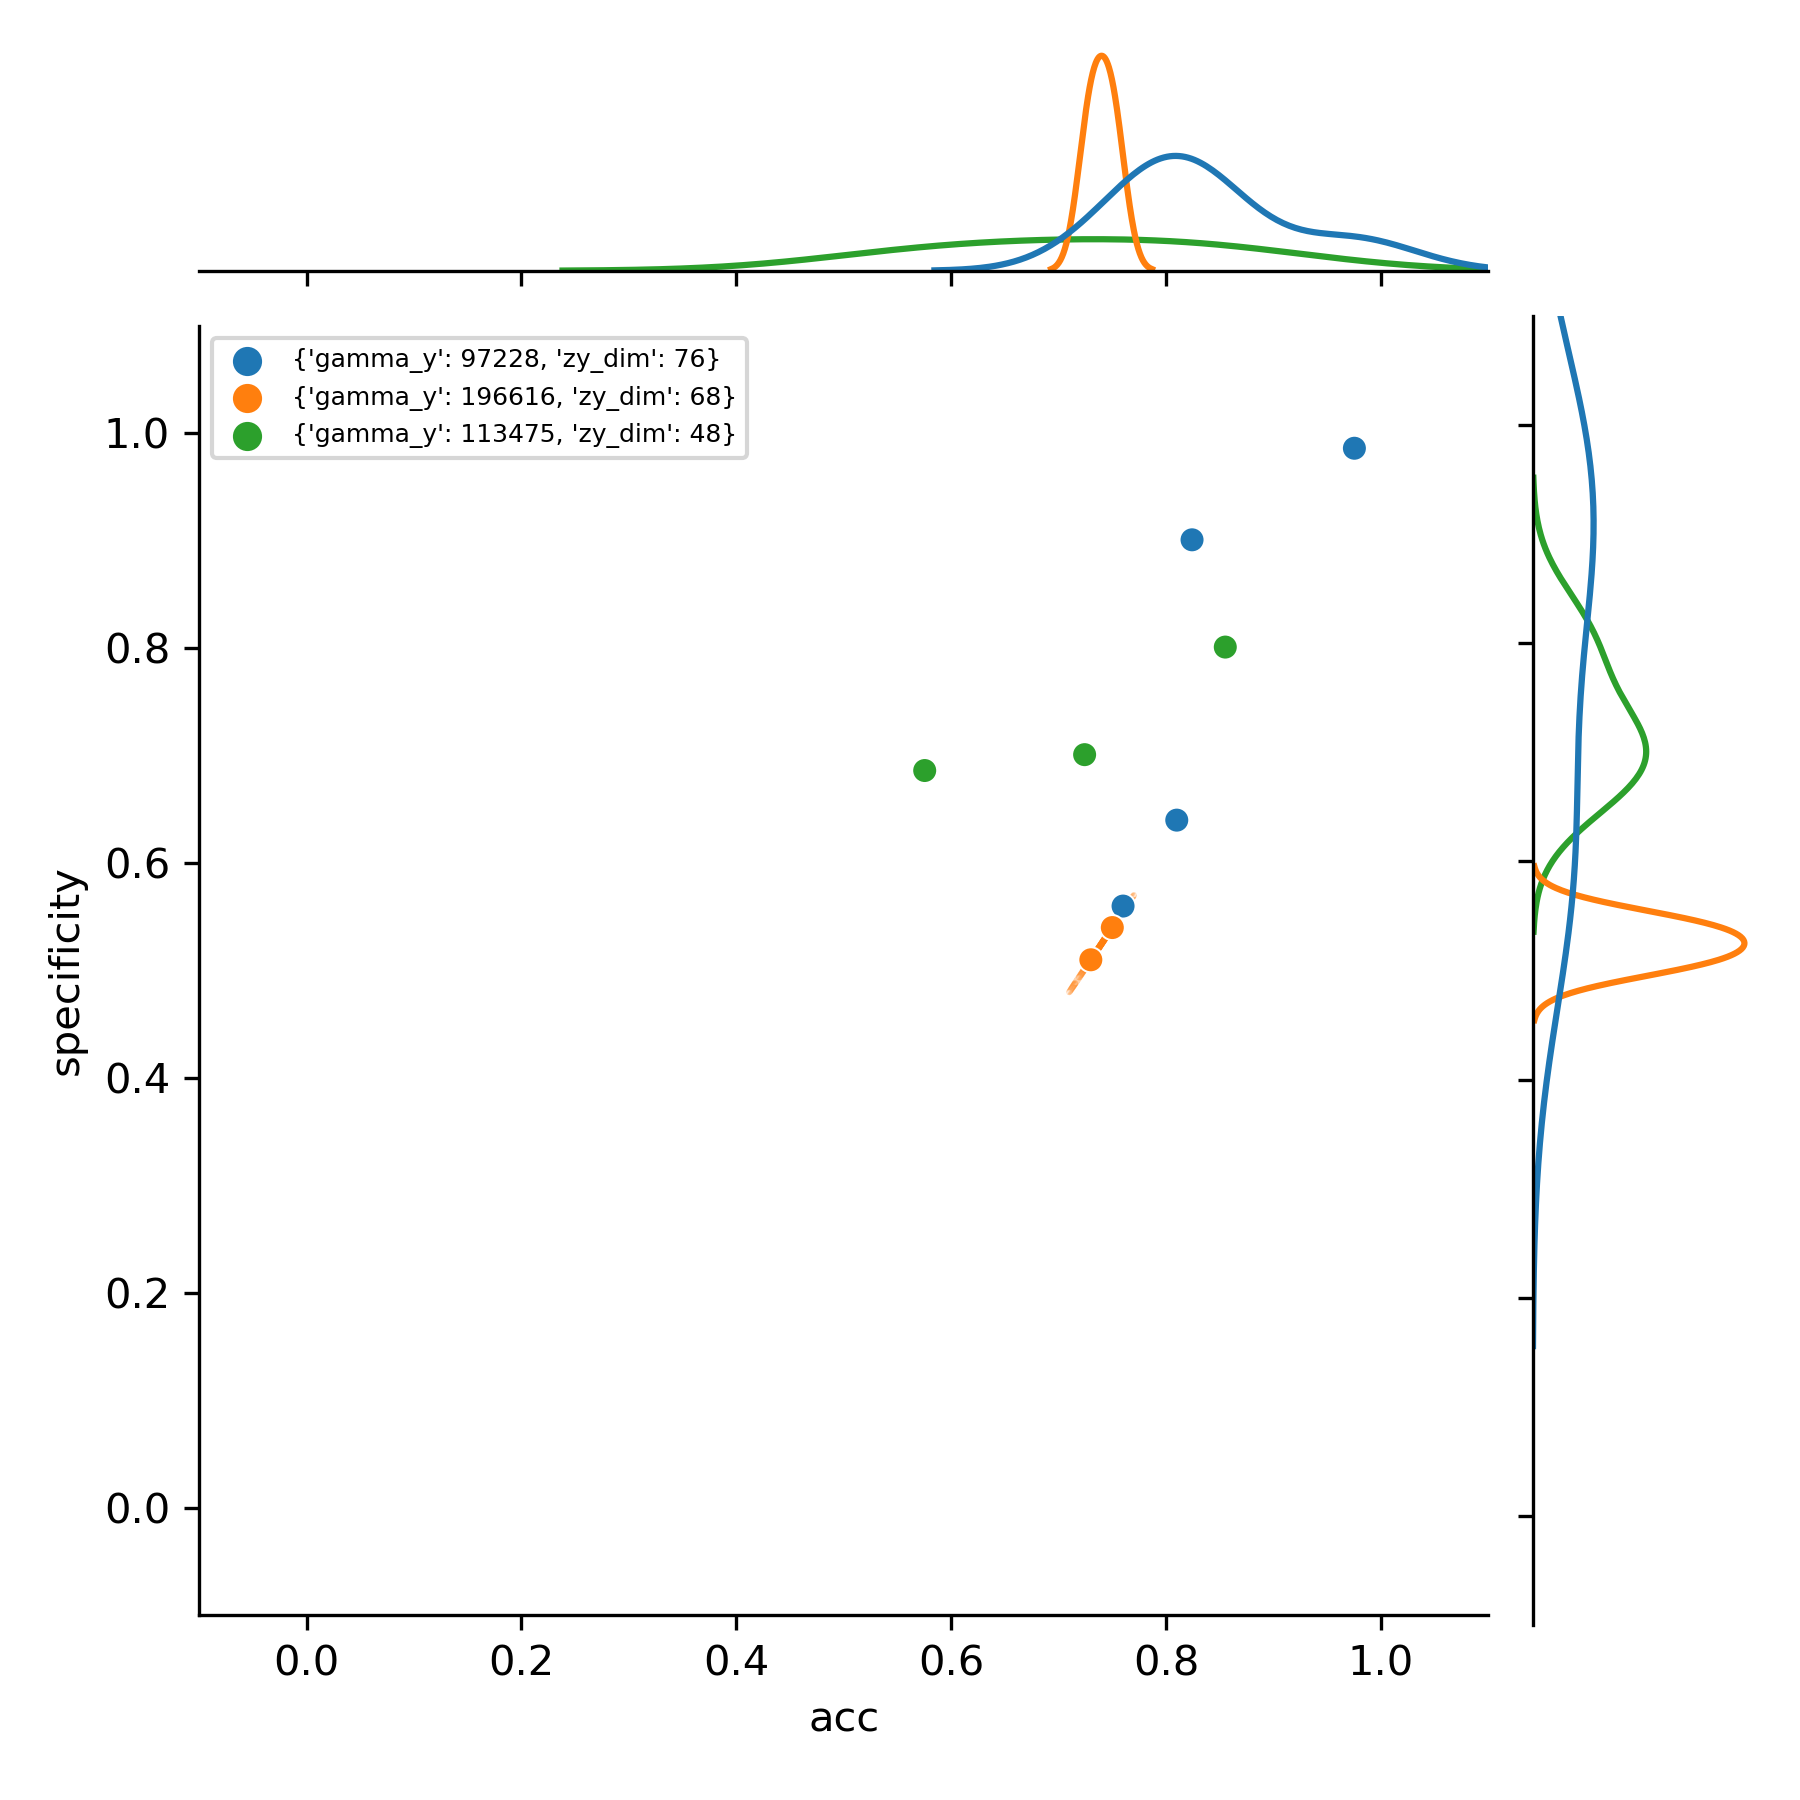 {'gamma_y': 97228, 'zy_dim': 76}
{'gamma_y': 196616, 'zy_dim': 68}
{'gamma_y': 113475, 'zy_dim': 48}
1.0
0.8
0.6
0.4
0.2
0.0
specificity
0.0 0.2 0.4 0.6 0.8 1.0
acc